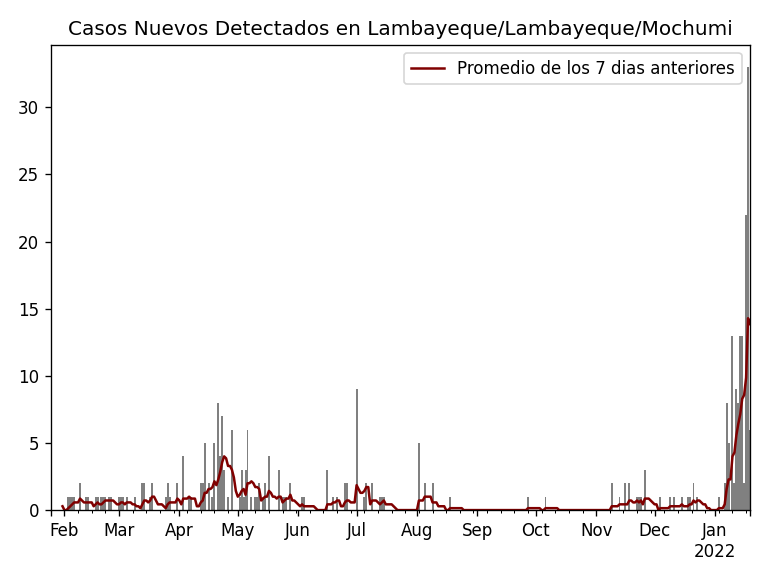 Casos Nuevos Detectados en Lambayeque/Lambayeque/Mochumi
Promedio de los 7 dias anteriores
30
25
20
15
10
5
0
Feb Mar Apr May Jun Jul Aug Sep Oct Nov Dec Jan
2022